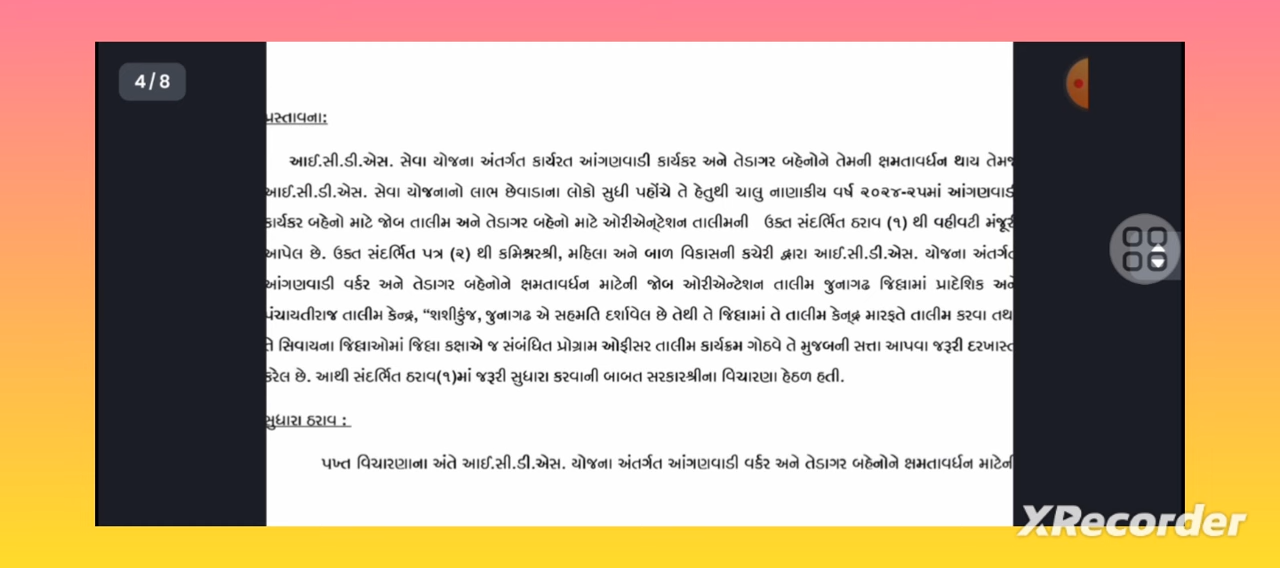 4/8
પ્રસ્તાવના:
આઈ.સી.ડી.એસ. સેવા યોજના અંતર્ગત કાર્યરત આંગણવાડી કાર્યકર અને તેડાગર બહેનોને તેમની ક્ષમતાવર્ધન થાય તેમજ
આઈ.સી.ડી.એસ. સેવા યોજનાનો લાભ છેવાડાના લોકો સુધી પહોંચે તે હેતુથી ચાલુ નાણાકીય વર્ષ ૨૦૨૪-૨૫માં આંગણવાડી
કાર્યકર બહેનો માટે જોબ તાલીમ અને તેડાગર બહેનો માટે ઓરીએન્ટેશન તાલીમની ઉક્ત સંદર્ભિત ઠરાવ (૧) થી વહીવટી મંજૂરી
આપેલ છે. ઉક્ત સંદર્ભિત પત્ર (૨) થી કમિશ્નરશ્રી, મહિલા અને બાળ વિકાસની કચેરી દ્વારા આઈ.સી.ડી.એસ. યોજના અંતર્ગત
આંગણવાડી વર્કર અને તેડાગર બહેનોને ક્ષમતાવર્ધન માટેની જોબ ઓરીએન્ટેશન તાલીમ જુનાગઢ જિલ્લામાં પ્રાદેશિક અને
પંચાયતીરાજ તાલીમ કેન્દ્ર, “શશીકુંજ, જુનાગઢ એ સહમતિ દર્શાવેલ છે તેથી તે જિલ્લામાં તે તાલીમ કેન્દ્ર મારફતે તાલીમ કરવા તથા
તે સિવાયના જિલ્લાઓમાં જિલ્લા કક્ષાએ જ સંબંધિત પ્રોગ્રામ ઓફીસર તાલીમ કાર્યક્રમ ગોઠવે તે મુજબની સત્તા આપવા જરૂરી દરખાસ્ત
કરેલ છે. આથી સંદર્ભિત ઠરાવ(૧)માં જરૂરી સુધારા કરવાની બાબત સરકારશ્રીના વિચારણા હેઠળ હતી.
સુધારા ઠરાવ :
પખ્ત વિચારણાના અંતે આઈ.સી.ડી.એસ. યોજના અંતર્ગત આંગણવાડી વર્કર અને તેડાગર બહેનોને ક્ષમતાવર્ધન માટેની
XRecorder